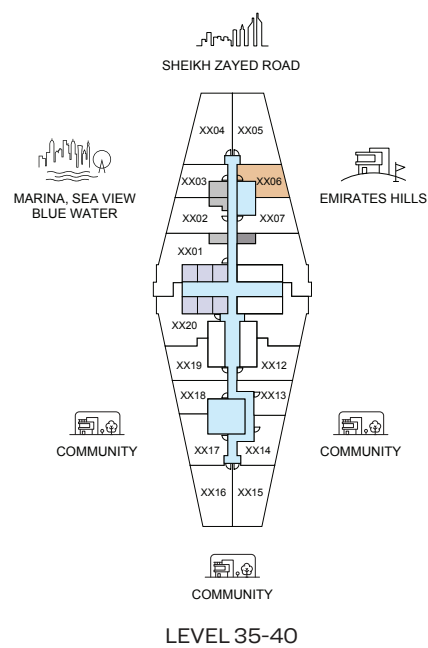 SHEIKH ZAYED ROAD
XX04
XX05
XX03
XX06
MARINA, SEA VIEW
BLUE WATER
EMIRATES HILLS
XX02
XX07
XX01
XX20
XX19
XX12
XX18
XX13
COMMUNITY
COMMUNITY
XX17
XX14
XX16
XX15
COMMUNITY
LEVEL 35-40